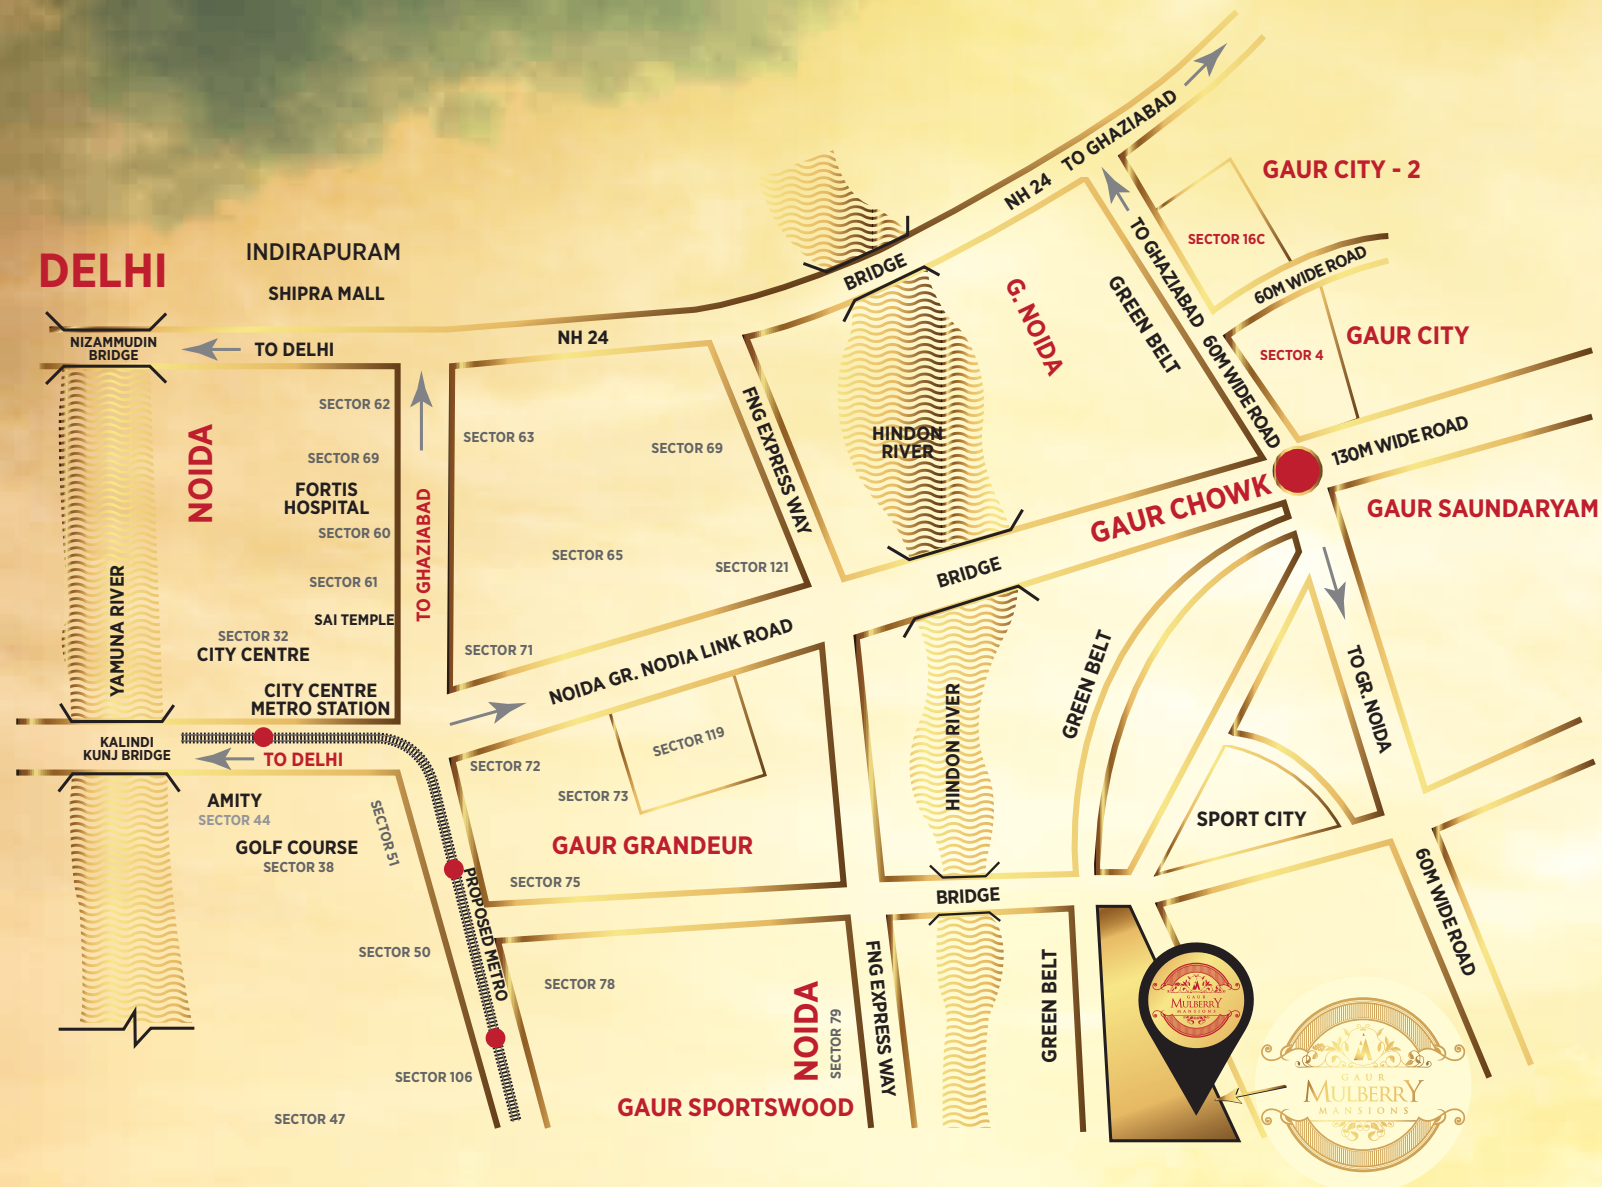 TO GHAZIABAD
NH 24
GAUR CITY - 2
SECTOR 16C
TO GHAZIABAD
60M WIDE ROAD
DELHI
INDIRAPURAM
SHIPRA MALL
BRIDGE
G. NOIDA
GREEN BELT
60M WIDE ROAD
GAUR CITY
SECTOR 4
NIZAMMUDIN
BRIDGE
TO DELHI
NH 24
SECTOR 62
SECTOR 63
SECTOR 69
FNG EXPRESS WAY
HINDON
RIVER
130M WIDE ROAD
NOIDA
SECTOR 69
FORTIS
HOSPITAL
SECTOR 60
TO GHAZIABAD
SECTOR 65
SECTOR 121
GAUR CHOWK
GAUR SAUNDARYAM
BRIDGE
YAMUNA RIVER
SECTOR 61
SAI TEMPLE
SECTOR 32
CITY CENTRE
SECTOR 71
NOIDA GR. NODIA LINK ROAD
CITY CENTRE
METRO STATION
KALINDI
KUNJ BRIDGE
TO DELHI
SECTOR 119
SECTOR 72
SECTOR 73
HINDON RIVER
GREEN BELT
TO GR. NOIDA
AMITY
SECTOR 44
GOLF COURSE
SECTOR 38
SECTOR 51
GAUR GRANDEUR
SPORT CITY
SECTOR 75
PROPOSED METRO
BRIDGE
60M WIDE ROAD
SECTOR 50
SECTOR 78
NOIDA
SECTOR 79
FNG EXPRESS WAY
GREEN BELT
GAUR
MULBERRY
MANSIONS
SECTOR 106
SECTOR 47
GAUR SPORTSWOOD
GAUR
MULBERRY
MANSIONS